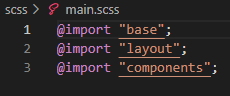 scss > main.scss
1 @import "base";
2 @import "layout";
3 @import "components";